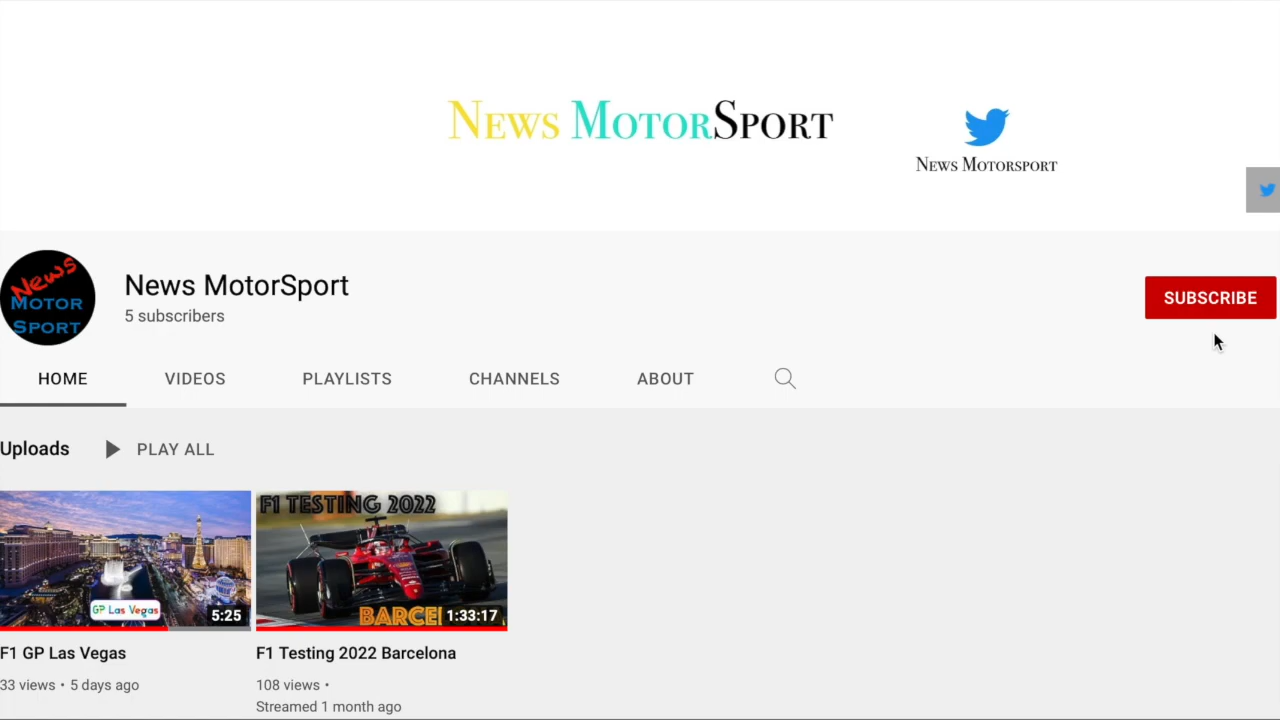 News MotorSport
News Motorsport
News
Motor
Sport
News MotorSport
5 subscribers
SUBSCRIBE
HOME VIDEOS PLAYLISTS CHANNELS ABOUT
Uploads PLAY ALL
GP Las Vegas
5:25
F1 TESTING 2022
BARCE
1:33:17
F1 GP Las Vegas
33 views • 5 days ago
F1 Testing 2022 Barcelona
108 views •
Streamed 1 month ago